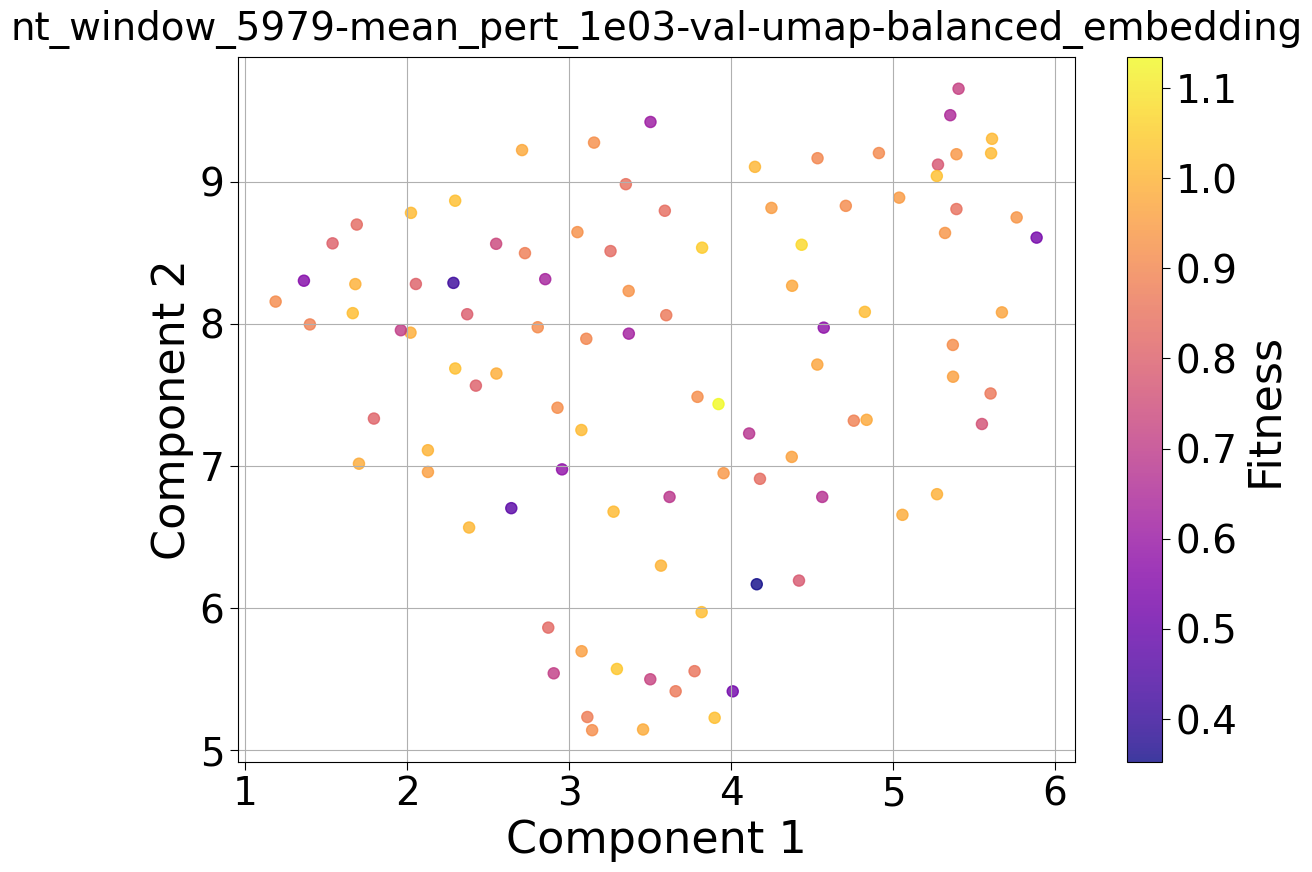 nt_window_5979-mean_pert_1e03-val-umap-balanced_embedding
9
8
7
6
5
Component 2
1 2 3 4 5 6
Component 1
1.1
1.0
0.9
0.8
0.7
0.6
0.5
0.4
Fitness